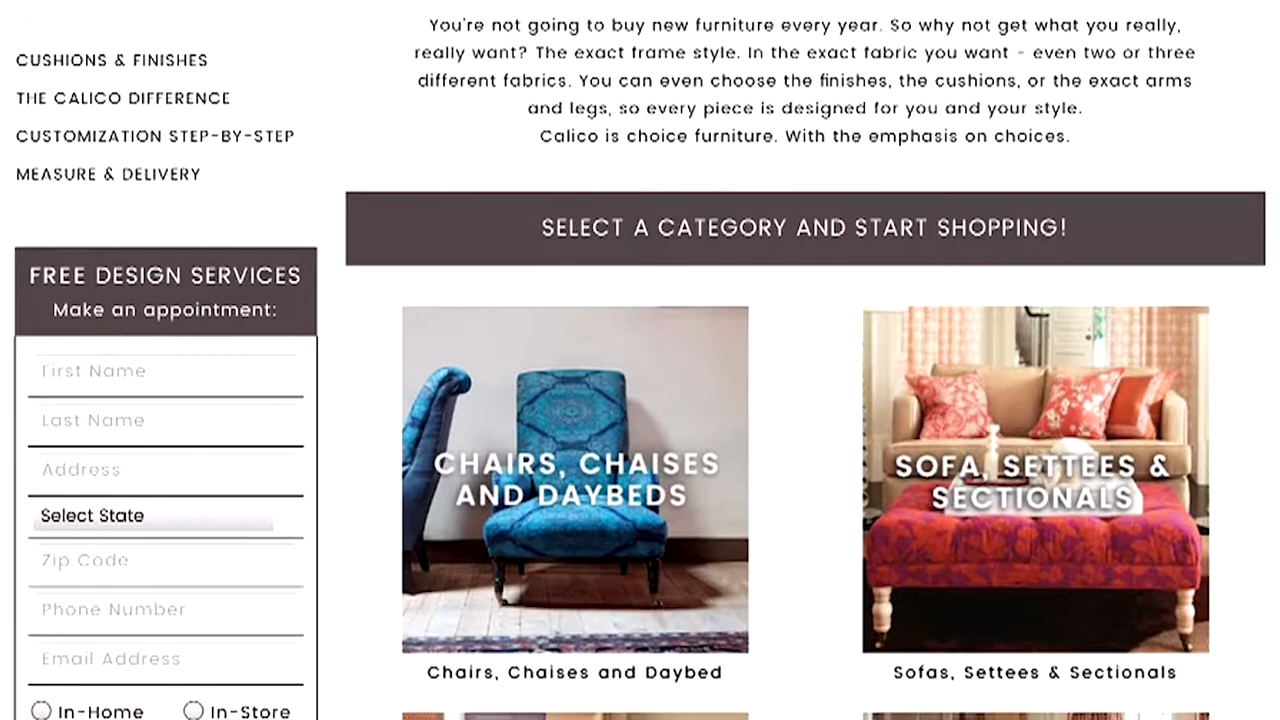 CUSHIONS & FINISHES
THE CALICO DIFFERENCE
CUSTOMIZATION STEP-BY-STEP
MEASURE & DELIVERY
FREE DESIGN SERVICES
Make an appointment:
First Name
Last Name
Address
Select State
Zip Code
Phone Number
Email Address
In-Home In-Store
You're not going to buy new furniture every year. So why not get what you really,
really want? The exact frame style. In the exact fabric you want - even two or three
different fabrics. You can even choose the finishes, the cushions, or the exact arms
and legs, so every piece is designed for you and your style.
Calico is choice furniture. With the emphasis on choices.
SELECT A CATEGORY AND START SHOPPING!
CHAIRS, CHAISES
AND DAYBEDS
Chairs, Chaises and Daybed
SOFA, SETTEES &
SECTIONALS
Sofas, Settees & Sectionals